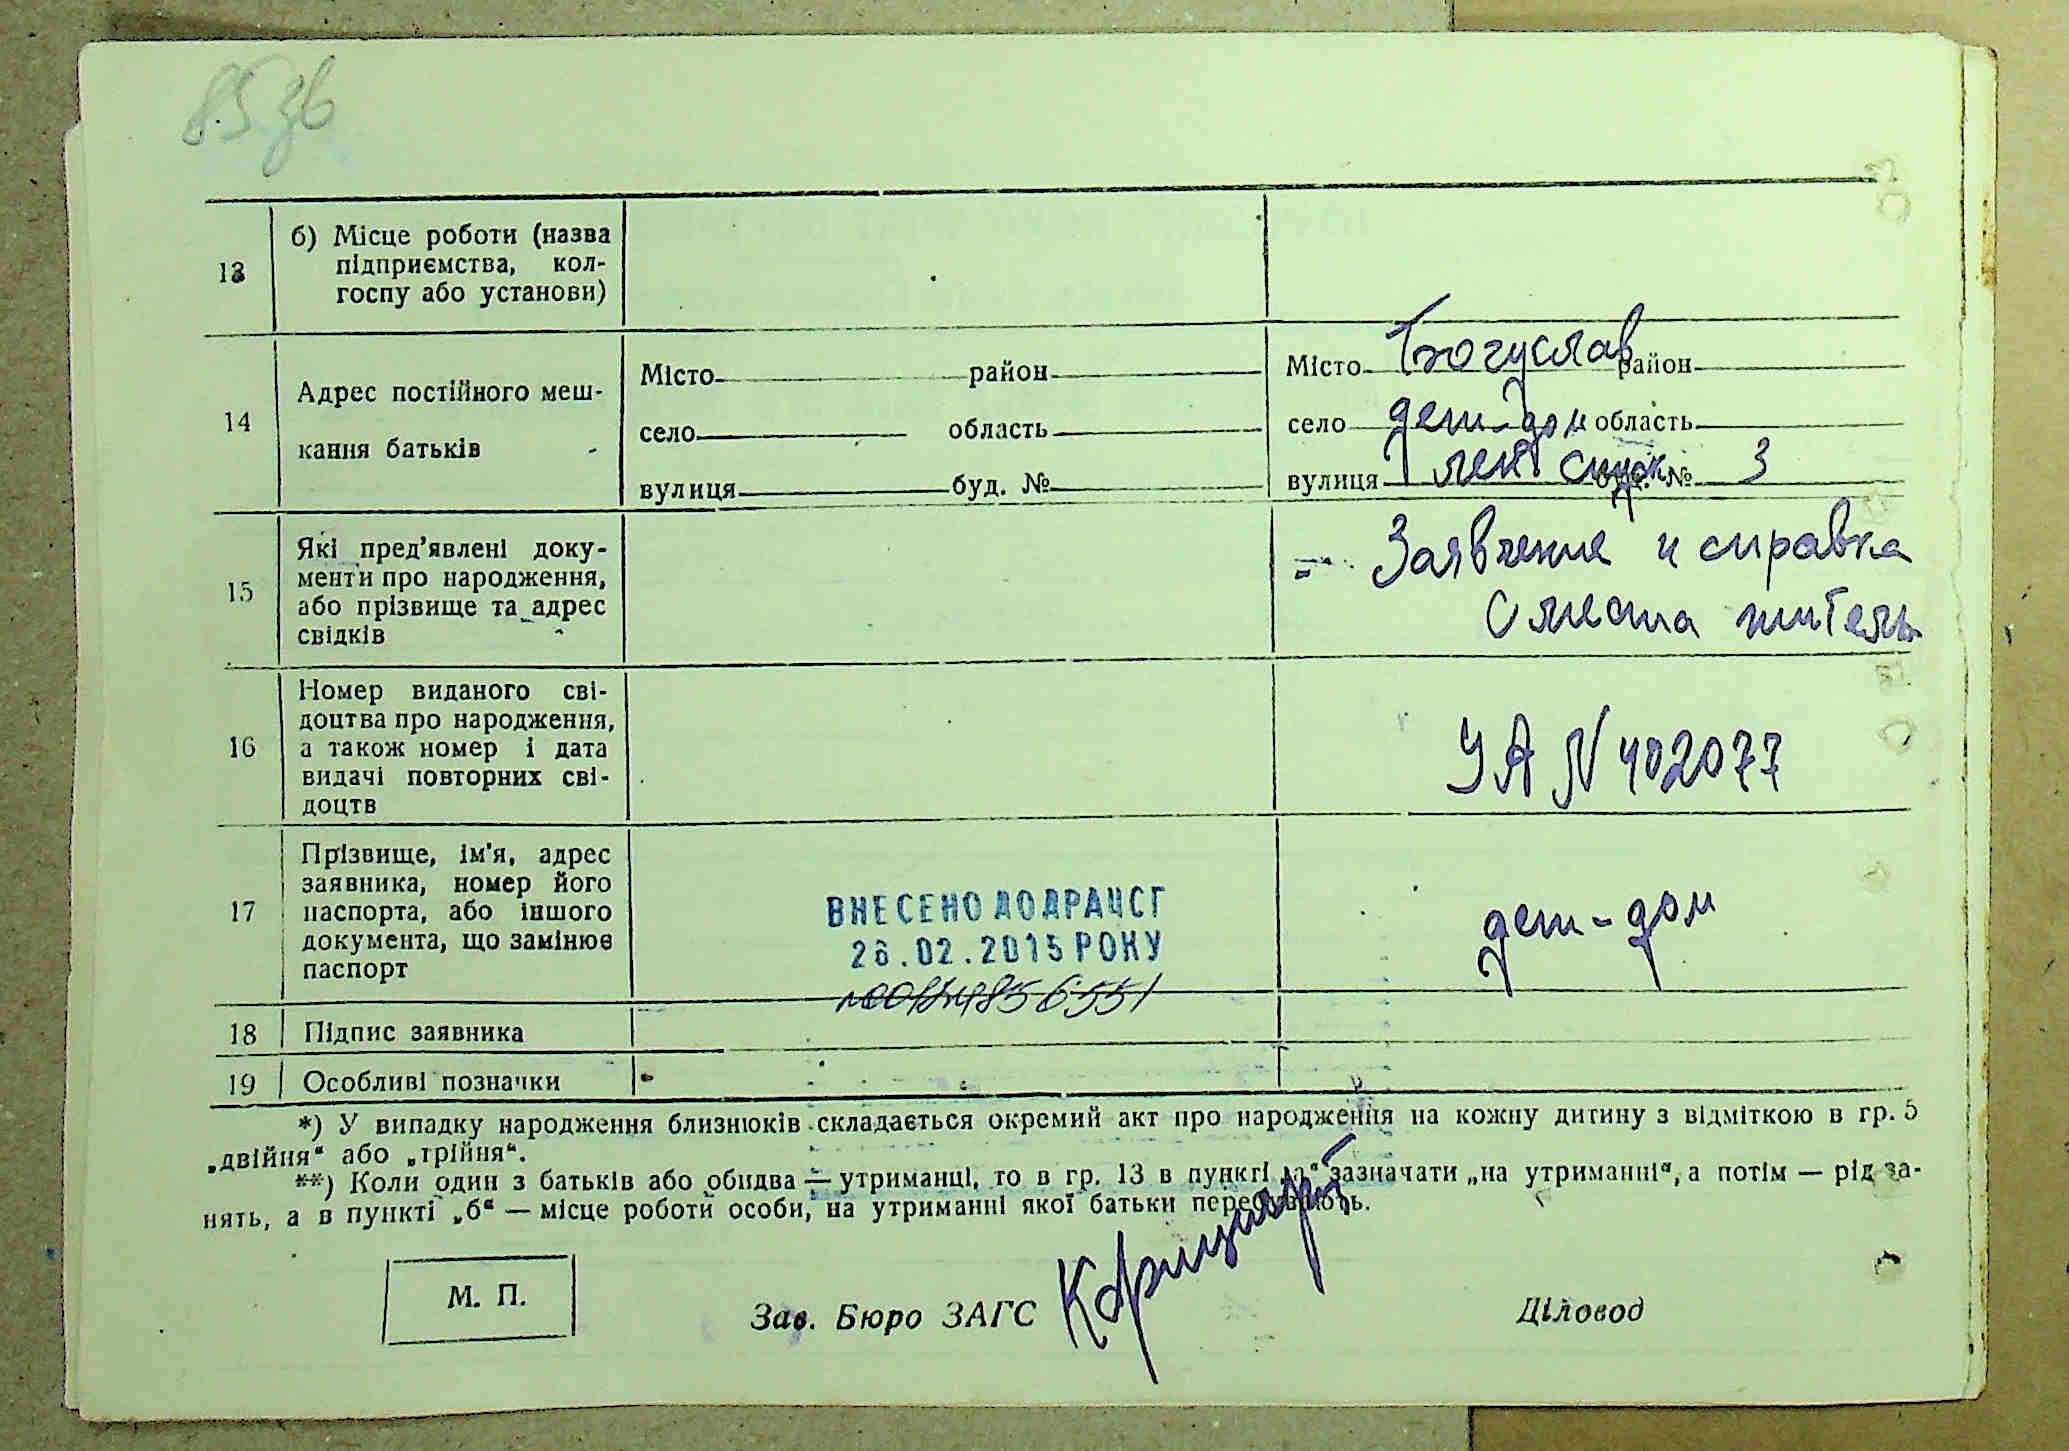 85 зв
13
б) Місце роботи (назва
підприємства, кол-
госпу або установи)
14
Адрес постійного меш-
кання батьків
Місто район
село область
вулиця буд. №
Місто Богуслав район
село дет-дом область
вулиця № 3
15
Які пред'явлені доку-
менти про народження,
або прізвище та адрес
свідків
Заявление и справка
С места жительс
16
Номер виданого сві-
доцтва про народження,
а також номер і дата
видачі повторних сві-
доцтв
УА N 402077
17
Прізвище, ім'я, адрес
заявника, номер його
паспорта, або іншого
документа, що замінює
паспорт
ВНЕСЕНО ДО ДРАЦСГ
26.02.2015 РОКУ
дет-дом
18
Підпис заявника
19
Особливі позначки
*) У випадку народження близнюків складається окремий акт про народження на кожну дитину з відміткою в гр. 5
„двійня“ або „трійня“.
**) Коли один з батьків або обидва — утриманці, то в гр. 13 в пункті „а“ зазначати „на утриманні“, а потім — рід за-
нять, а в пункті „б“ — місце роботи особи, на утриманні якої батьки перебувають.
М. П.
Зав. Бюро ЗАГС
Діловод